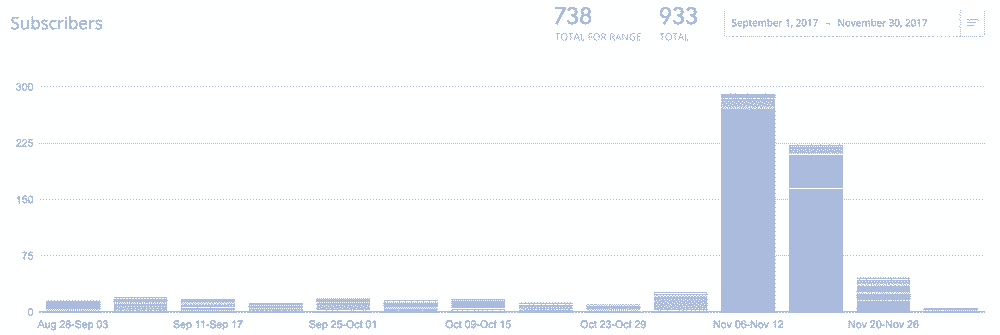 Subscribers
738
TOTAL FOR RANGE
933
TOTAL
September 1, 2017 → November 30, 2017
300
225
150
75
0
Aug 28-Sep 03
Sep 11-Sep 17
Sep 25-Oct 01
Oct 09-Oct 15
Oct 23-Oct 29
Nov 06-Nov 12
Nov 20-Nov 26